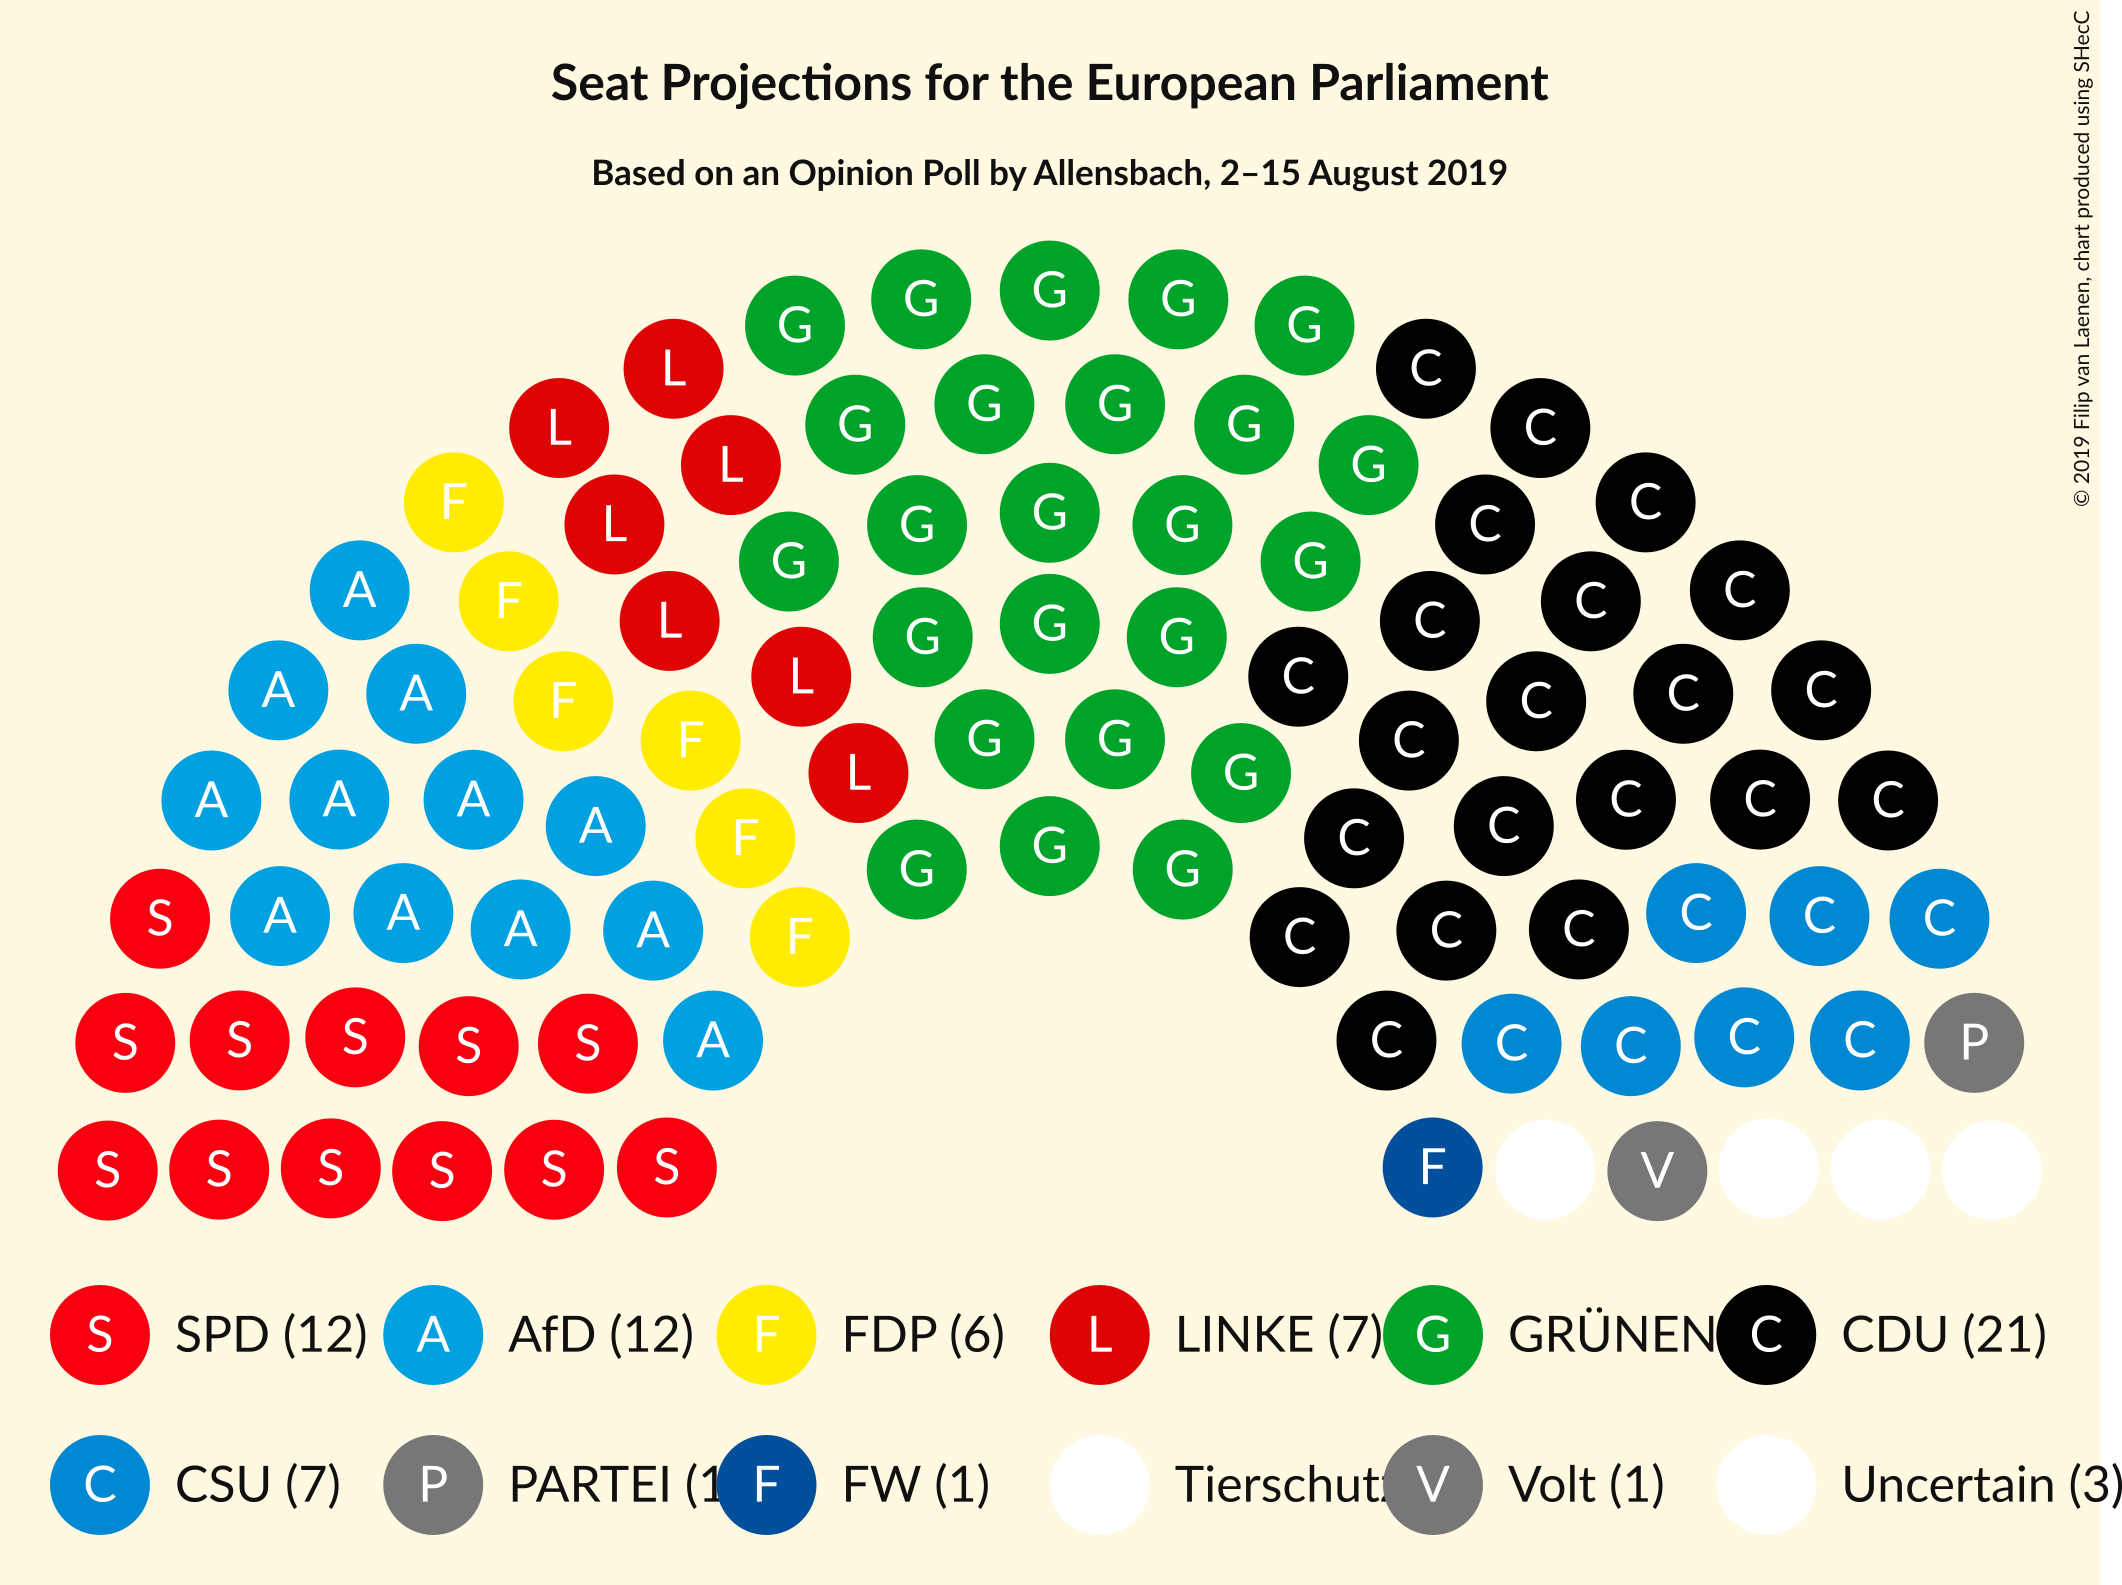 Seat Projections for the European Parliament
Based on an Opinion Poll by Allensbach, 2–15 August 2019
© 2019 Filip van Laenen, chart produced using SHecC
G G G G G
L C
G G G G
L C
L G
F L C C
G G G
G G
A F L C C
L G G G C
A A F L C C C C
F G G G C
A A A A F L G C C C C C
G G G
S A A A A F C C C C C C
S S S S S A C C C C C P
S S S S S S F V
S SPD (12) A AfD (12) F FDP (6) L LINKE (7) G GRÜNEN C CDU (21)
C CSU (7) P PARTEI (1 F FW (1) Tierschutz V Volt (1) Uncertain (3)